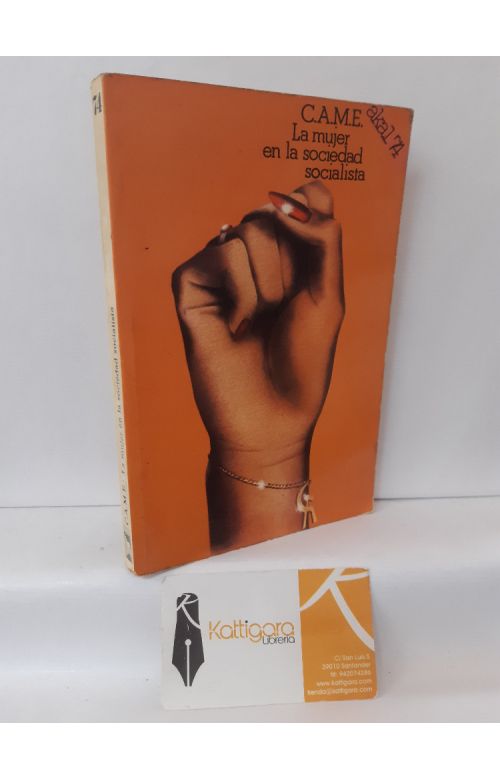 74
C.A.M.E.
La mujer
en la sociedad
socialista
akal 74
C.A.M.E. La mujer en la sociedad socialista
Kattigara
Librería
C/ San Luis 5
39010 Santander
www.kattigara.com
tienda@kattigara.com